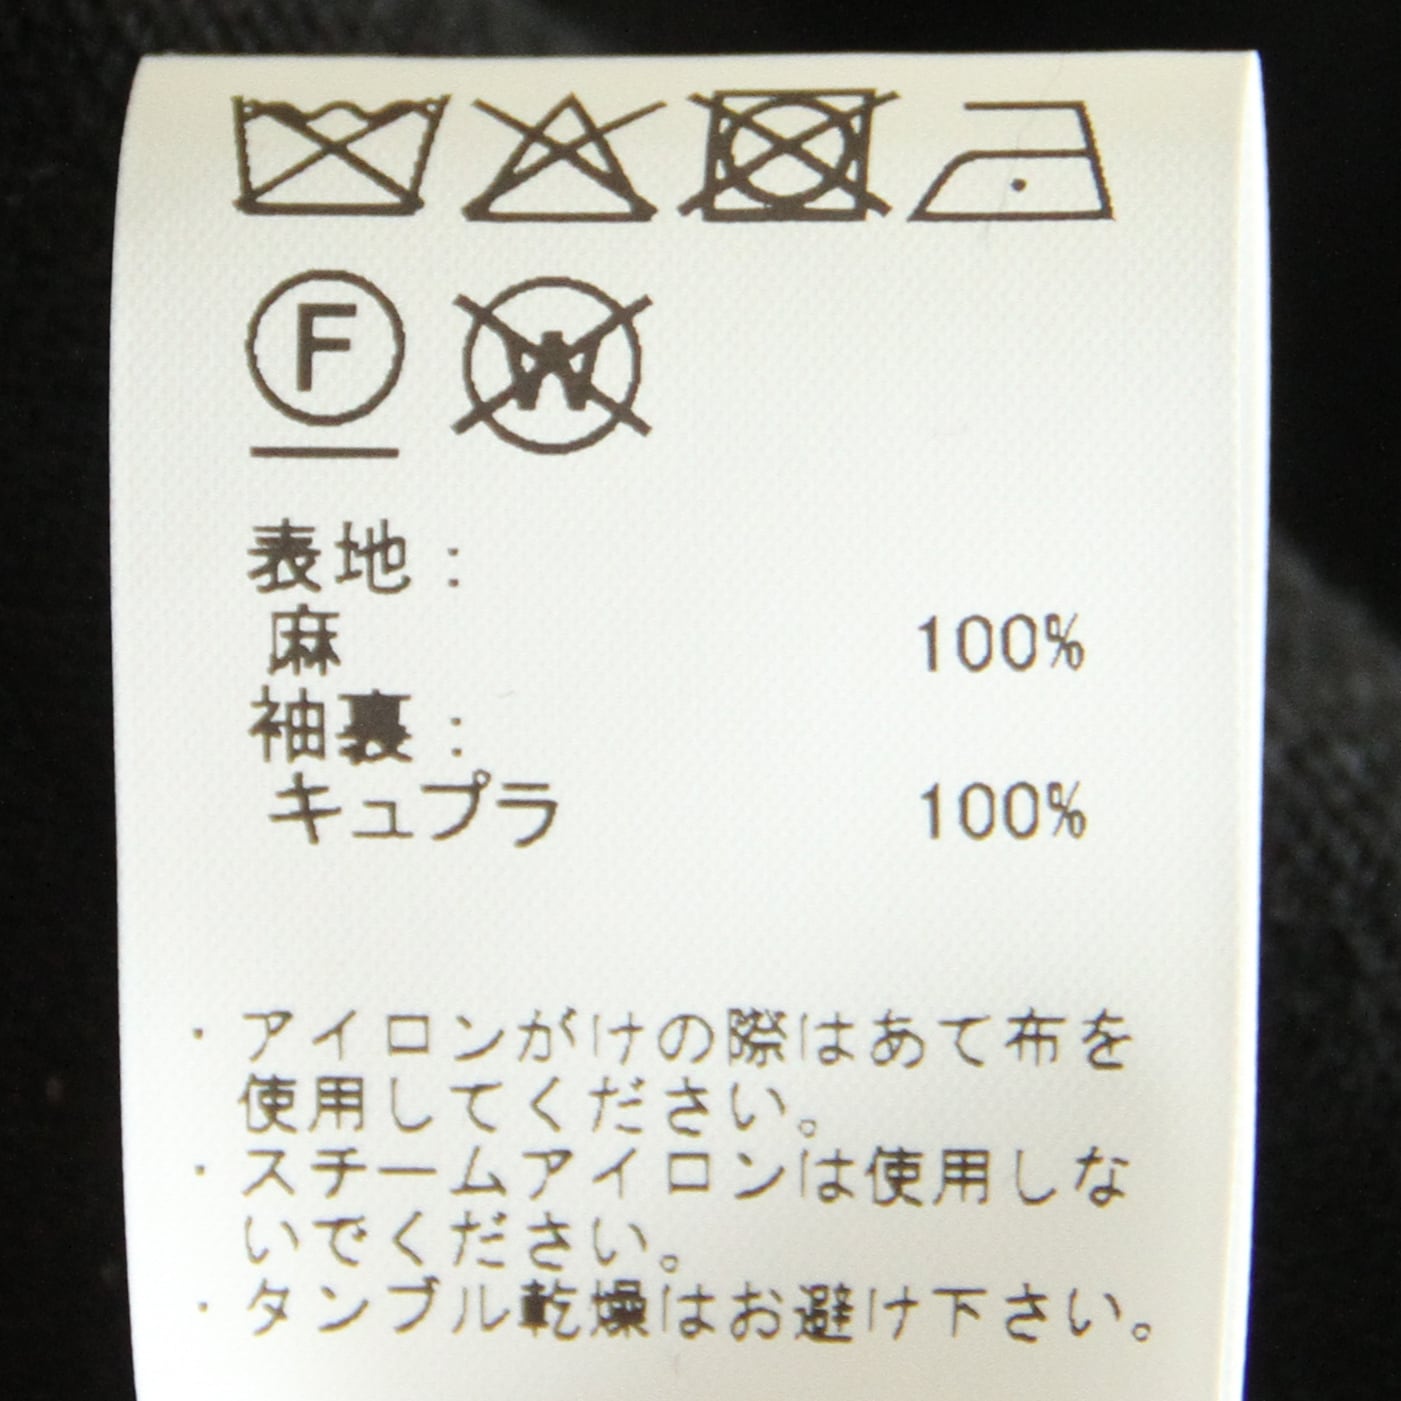 F W
表地:
麻 100%
袖裏:
キュプラ 100%
・アイロンがけの際はあて布を
使用してください。
・スチームアイロンは使用しな
いでください。
・タンブル乾燥はお避け下さい。